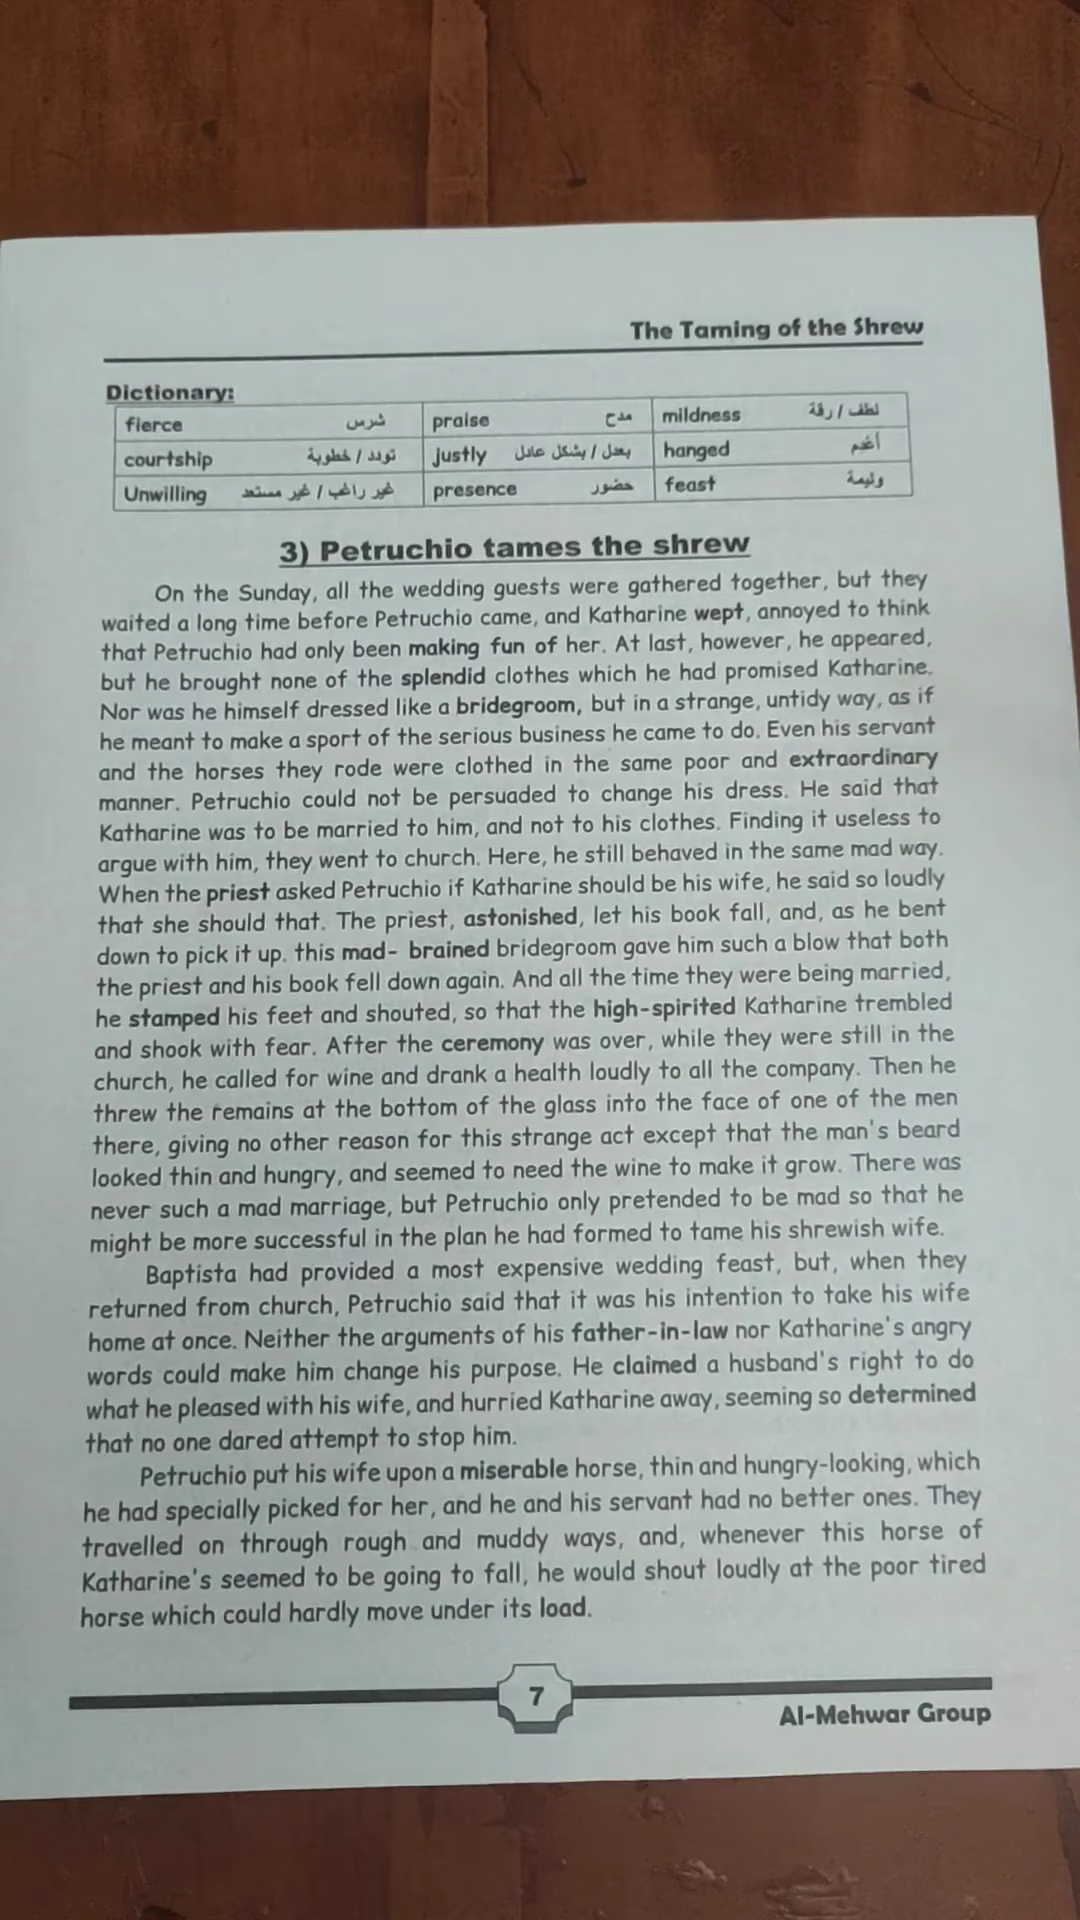 The Taming of the Shrew
Dictionary:
fierce شرس praise مدح mildness لطف / رقة
courtship تودد / خطوبة justly بعدل / بشكل عادل hanged أُعدم
Unwilling غير راغب / غير مستعد presence حضور feast وليمة
3) Petruchio tames the shrew
On the Sunday, all the wedding guests were gathered together, but they
waited a long time before Petruchio came, and Katharine wept, annoyed to think
that Petruchio had only been making fun of her. At last, however, he appeared,
but he brought none of the splendid clothes which he had promised Katharine.
Nor was he himself dressed like a bridegroom, but in a strange, untidy way, as if
he meant to make a sport of the serious business he came to do. Even his servant
and the horses they rode were clothed in the same poor and extraordinary
manner. Petruchio could not be persuaded to change his dress. He said that
Katharine was to be married to him, and not to his clothes. Finding it useless to
argue with him, they went to church. Here, he still behaved in the same mad way.
When the priest asked Petruchio if Katharine should be his wife, he said so loudly
that she should that. The priest, astonished, let his book fall, and, as he bent
down to pick it up. this mad- brained bridegroom gave him such a blow that both
the priest and his book fell down again. And all the time they were being married,
he stamped his feet and shouted, so that the high-spirited Katharine trembled
and shook with fear. After the ceremony was over, while they were still in the
church, he called for wine and drank a health loudly to all the company. Then he
threw the remains at the bottom of the glass into the face of one of the men
there, giving no other reason for this strange act except that the man's beard
looked thin and hungry, and seemed to need the wine to make it grow. There was
never such a mad marriage, but Petruchio only pretended to be mad so that he
might be more successful in the plan he had formed to tame his shrewish wife.
Baptista had provided a most expensive wedding feast, but, when they
returned from church, Petruchio said that it was his intention to take his wife
home at once. Neither the arguments of his father-in-law nor Katharine's angry
words could make him change his purpose. He claimed a husband's right to do
what he pleased with his wife, and hurried Katharine away, seeming so determined
that no one dared attempt to stop him.
Petruchio put his wife upon a miserable horse, thin and hungry-looking, which
he had specially picked for her, and he and his servant had no better ones. They
travelled on through rough and muddy ways, and, whenever this horse of
Katharine's seemed to be going to fall, he would shout loudly at the poor tired
horse which could hardly move under its load.
7
Al-Mehwar Group